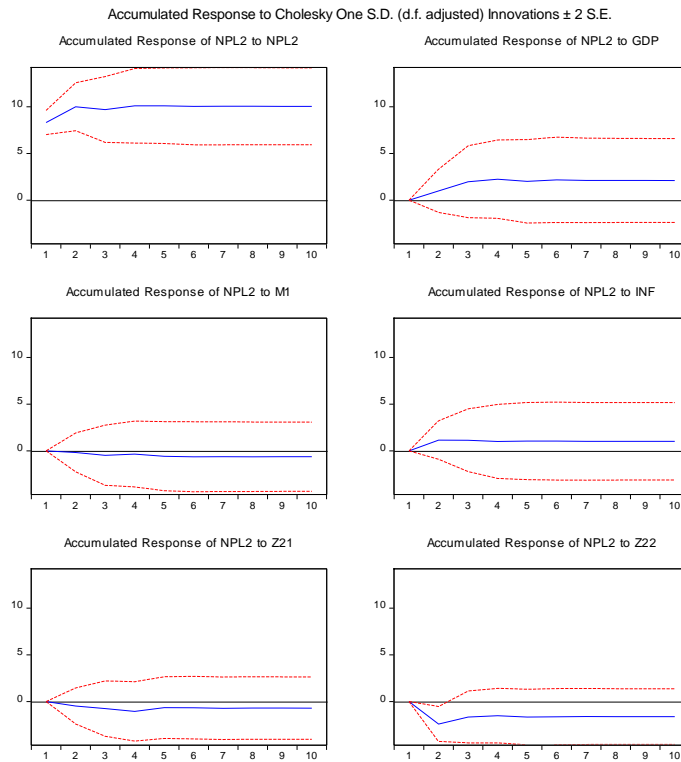 Accumulated Response to Cholesky One S.D. (d.f. adjusted) Innovations ± 2 S.E.
Accumulated Response of NPL2 to NPL2
10
5
0
1 2 3 4 5 6 7 8 9 10
Accumulated Response of NPL2 to GDP
10
5
0
1 2 3 4 5 6 7 8 9 10
Accumulated Response of NPL2 to M1
10
5
0
1 2 3 4 5 6 7 8 9 10
Accumulated Response of NPL2 to INF
10
5
0
1 2 3 4 5 6 7 8 9 10
Accumulated Response of NPL2 to Z21
10
5
0
1 2 3 4 5 6 7 8 9 10
Accumulated Response of NPL2 to Z22
10
5
0
1 2 3 4 5 6 7 8 9 10